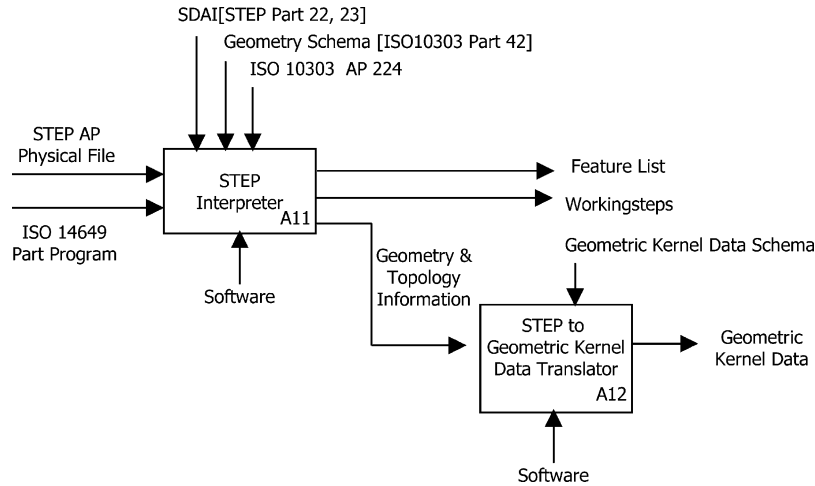 SDAI[STEP Part 22, 23]
Geometry Schema [ISO10303 Part 42]
ISO 10303 AP 224
STEP AP
Physical File
STEP
Interpreter
A11
Feature List
Workingsteps
ISO 14649
Part Program
Software
Geometry &
Topology
Information
Geometric Kernel Data Schema
STEP to
Geometric Kernel
Data Translator
A12
Geometric
Kernel Data
Software